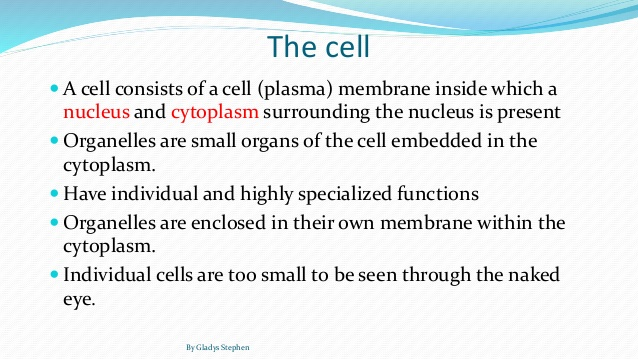 The cell
A cell consists of a cell (plasma) membrane inside which a
nucleus and cytoplasm surrounding the nucleus is present
Organelles are small organs of the cell embedded in the
cytoplasm.
Have individual and highly specialized functions
Organelles are enclosed in their own membrane within the
cytoplasm.
Individual cells are too small to be seen through the naked
eye.
By Gladys Stephen